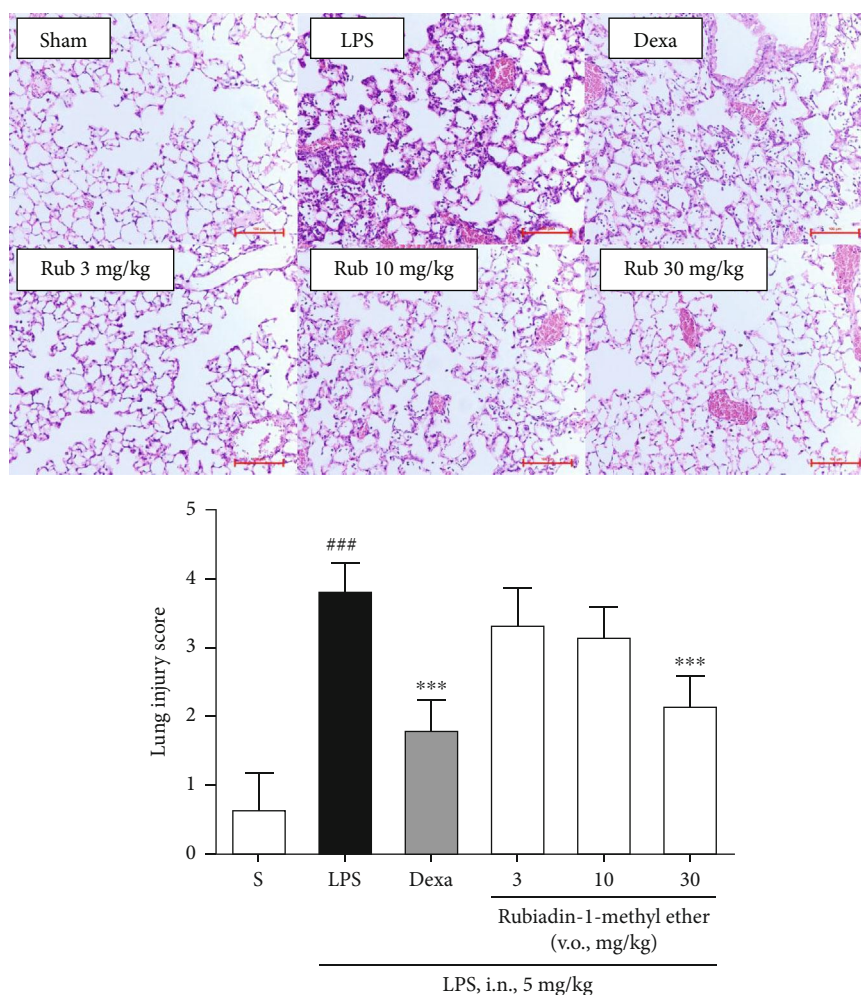 Sham
LPS
Dexa
Rub 3 mg/kg
Rub 10 mg/kg
Rub 30 mg/kg
5
4
3
2
1
0
Lung injury score
###
***
***
S
LPS
Dexa
3
10
30
Rubiadin-1-methyl ether
(v.o., mg/kg)
LPS, i.n., 5 mg/kg